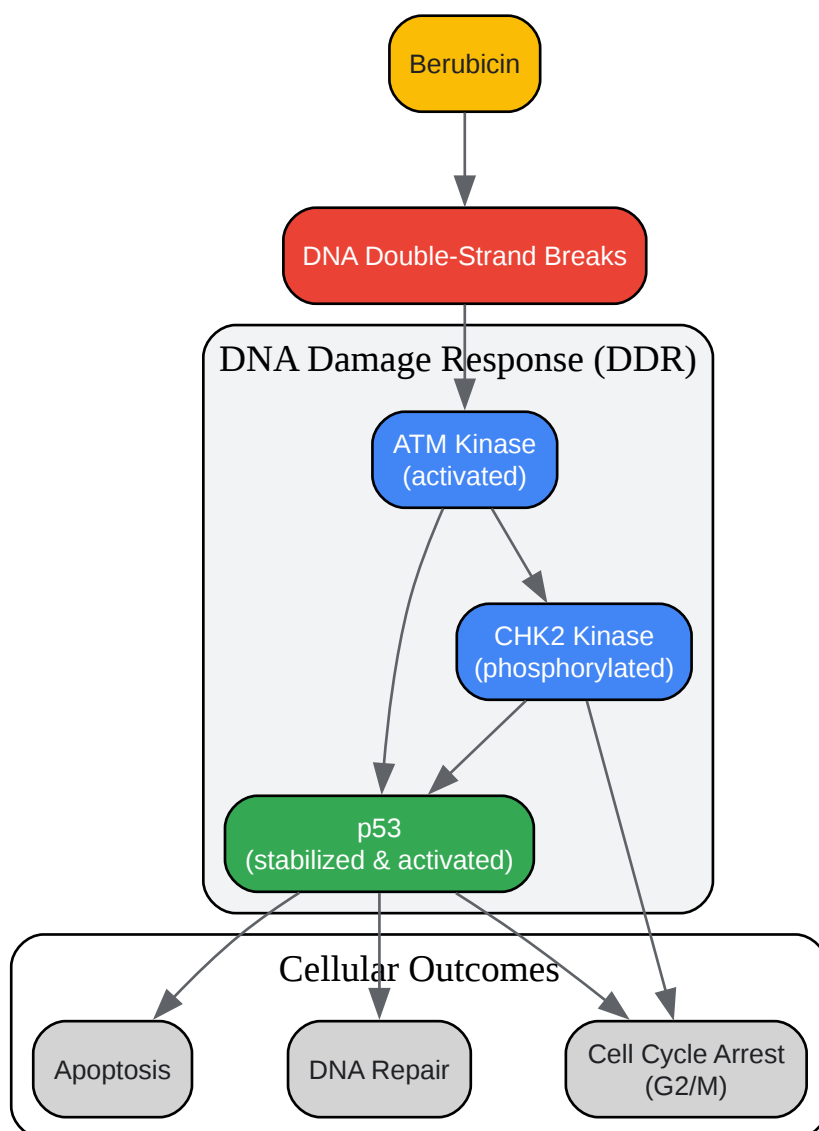 Berubicin
DNA Double-Strand Breaks
DNA Damage Response (DDR)
ATM Kinase
(activated)
CHK2 Kinase
(phosphorylated)
p53
(stabilized & activated)
Cellular Outcomes
Apoptosis
DNA Repair
Cell Cycle Arrest
(G2/M)